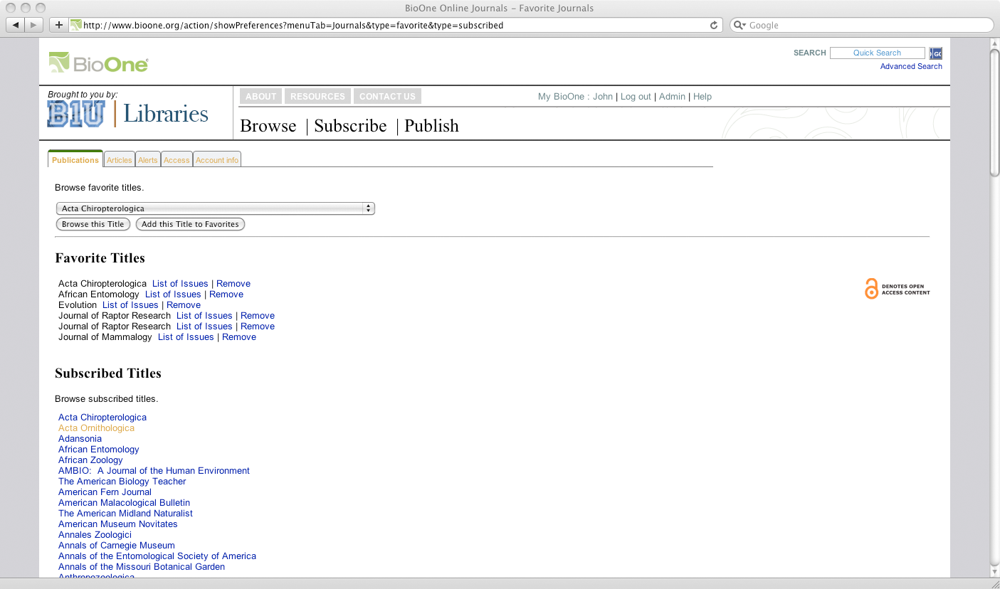 BioOne Online Journals – Favorite Journals
http://www.bioone.org/action/showPreferences?menuTab=Journals&type=favorite&type=subscribed
Google
BioOne
SEARCH Quick Search GO
Advanced Search
Brought to you by:
B1U | Libraries
ABOUT RESOURCES CONTACT US
My BioOne : John | Log out | Admin | Help
Browse | Subscribe | Publish
Publications Articles Alerts Access Account info
Browse favorite titles.
Acta Chiropterologica
Browse this Title Add this Title to Favorites
Favorite Titles
Acta Chiropterologica List of Issues | Remove
African Entomology List of Issues | Remove
Evolution List of Issues | Remove
Journal of Raptor Research List of Issues | Remove
Journal of Raptor Research List of Issues | Remove
Journal of Mammalogy List of Issues | Remove
DENOTES OPEN
ACCESS CONTENT
Subscribed Titles
Browse subscribed titles.
Acta Chiropterologica
Acta Ornithologica
Adansonia
African Entomology
African Zoology
AMBIO: A Journal of the Human Environment
The American Biology Teacher
American Fern Journal
American Malacological Bulletin
The American Midland Naturalist
American Museum Novitates
Annales Zoologici
Annals of Carnegie Museum
Annals of the Entomological Society of America
Annals of the Missouri Botanical Garden
Anthropozoologica